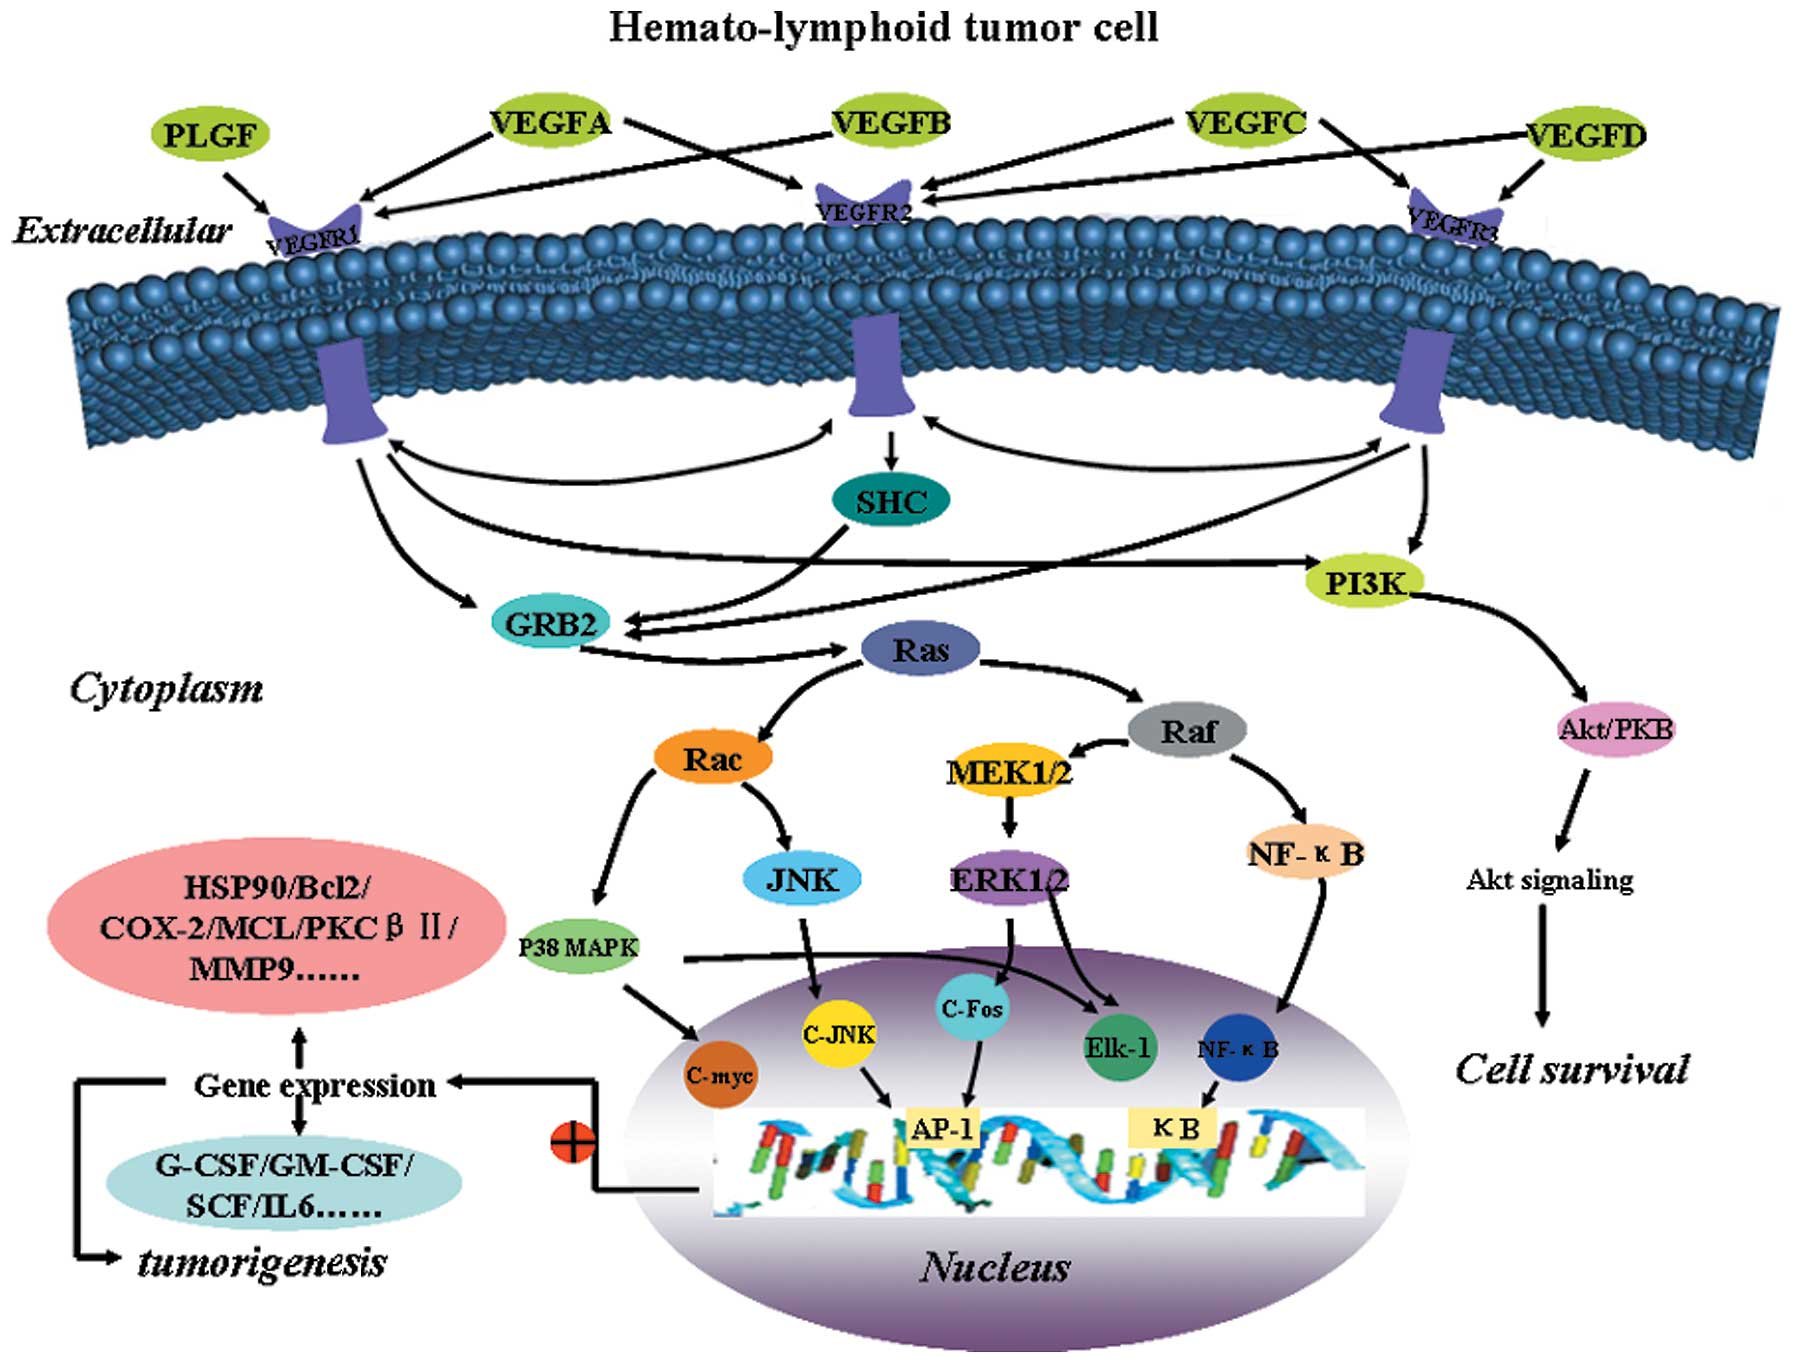 Hemato-lymphoid tumor cell
PLGF
VEGFA
VEGFB
VEGFC
VEGFD
Extracellular
VEGFR1
VEGFR2
VEGFR3
SHC
PI3K
GRB2
Ras
Cytoplasm
Raf
Akt/PKB
Rac
MEK1/2
NF-κB
JNK
ERK1/2
Akt signaling
HSP90/Bcl2/
COX-2/MCL/PKCβII/
MMP9......
P38 MAPK
C-JNK
C-Fos
Elk-1
NF-κB
C-myc
Cell survival
Gene expression
AP-1
κB
G-CSF/GM-CSF/
SCF/IL6......
tumorigenesis
Nucleus